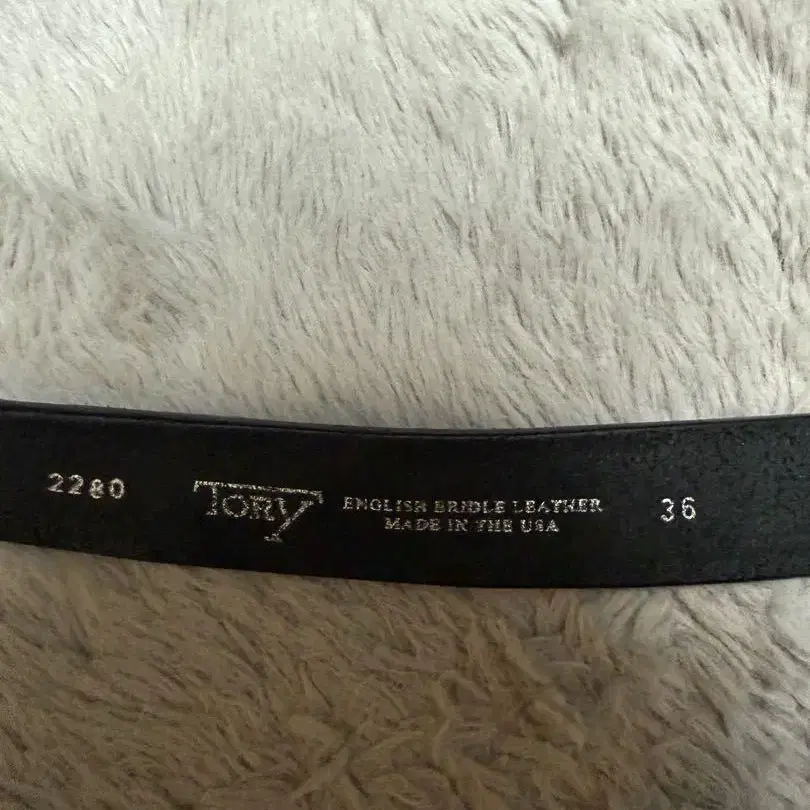 2280
TORY
ENGLISH BRIDLE LEATHER
MADE IN THE USA
36